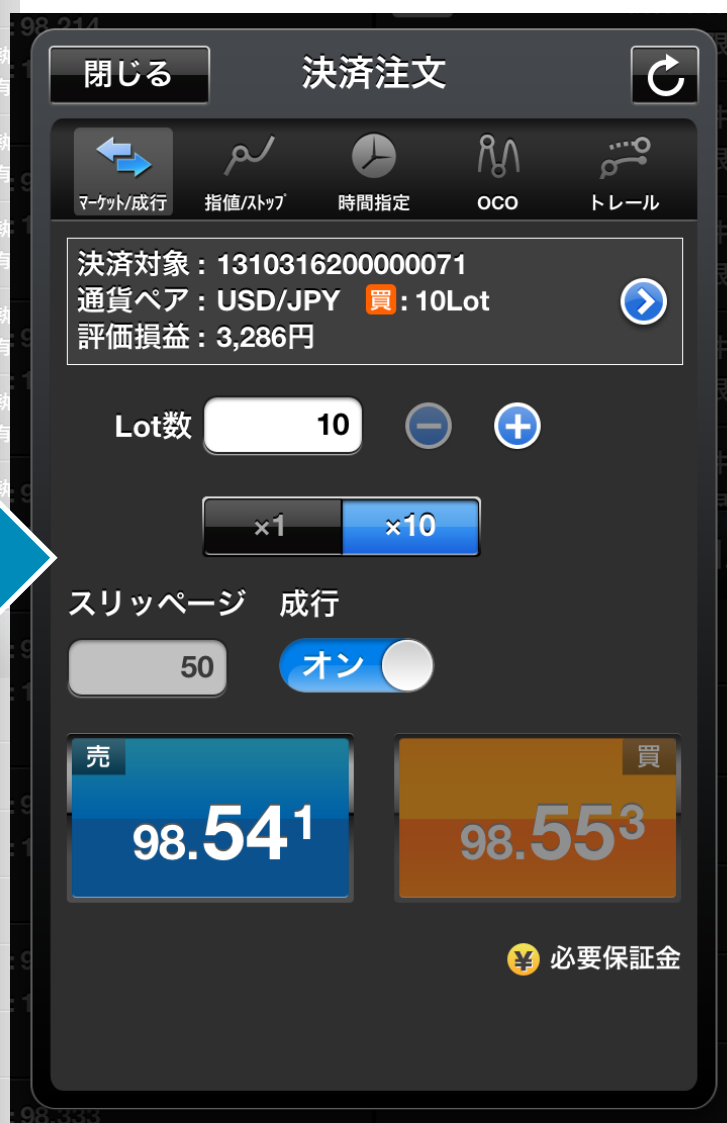 98.214
閉じる
決済注文
マーケット/成行
指値/ストップ
時間指定
OCO
トレール
決済対象 : 1310316200000071
通貨ペア : USD/JPY 買 : 10Lot
評価損益 : 3,286円
Lot数 10
×1 ×10
スリッページ 成行
50 オン
売 買
98.541 98.553
¥ 必要保証金
98.333